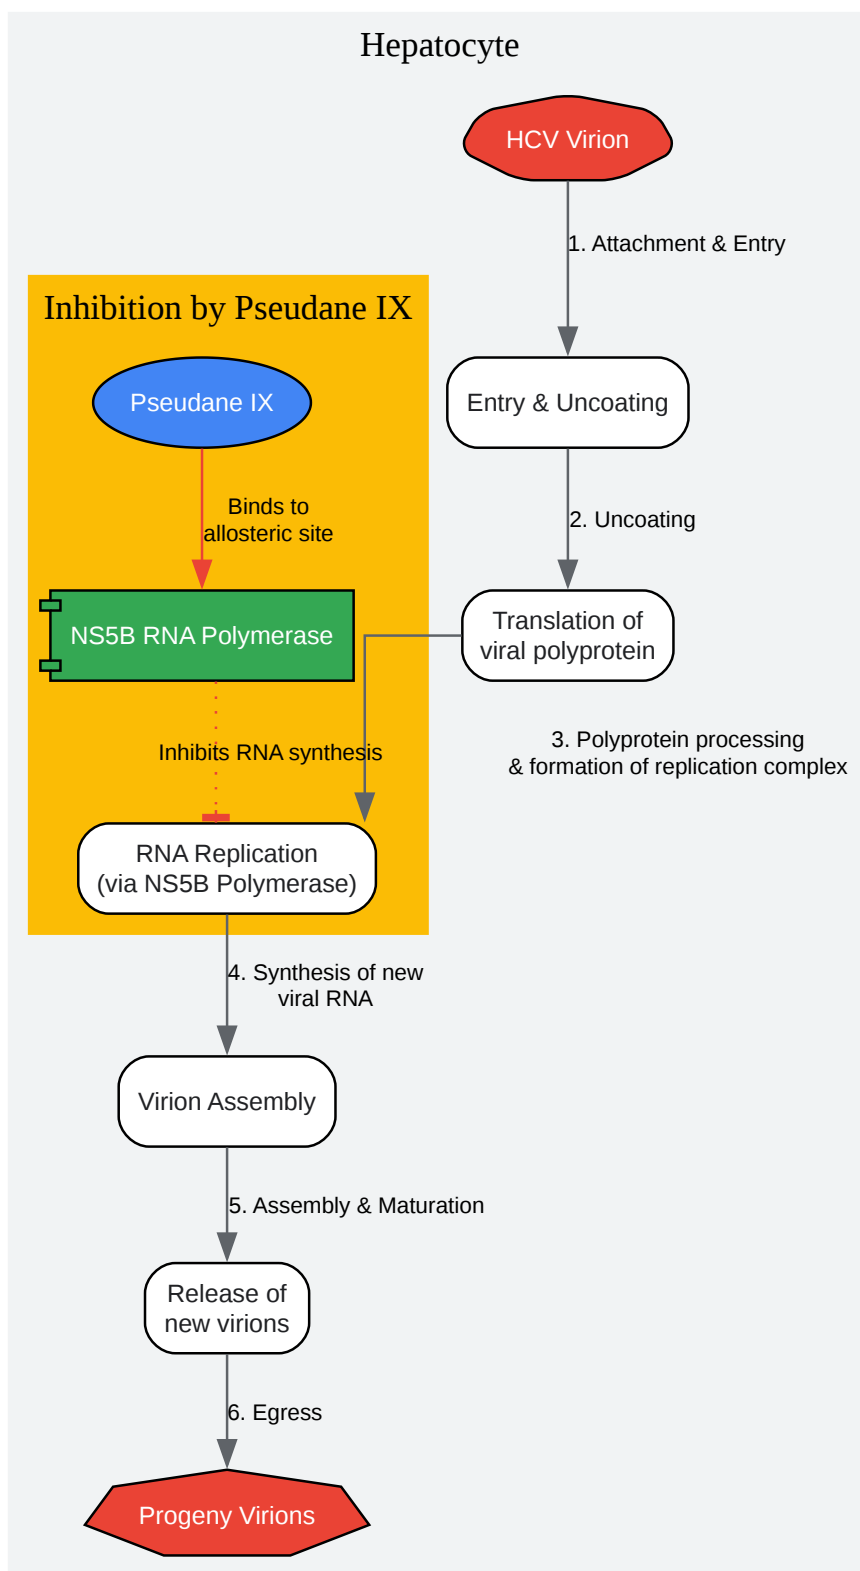 Hepatocyte
HCV Virion
1. Attachment & Entry
Inhibition by Pseudane IX
Pseudane IX
Entry & Uncoating
Binds to
allosteric site
2. Uncoating
NS5B RNA Polymerase
Translation of
viral polyprotein
Inhibits RNA synthesis
3. Polyprotein processing
& formation of replication complex
RNA Replication
(via NS5B Polymerase)
4. Synthesis of new
viral RNA
Virion Assembly
5. Assembly & Maturation
Release of
new virions
6. Egress
Progeny Virions